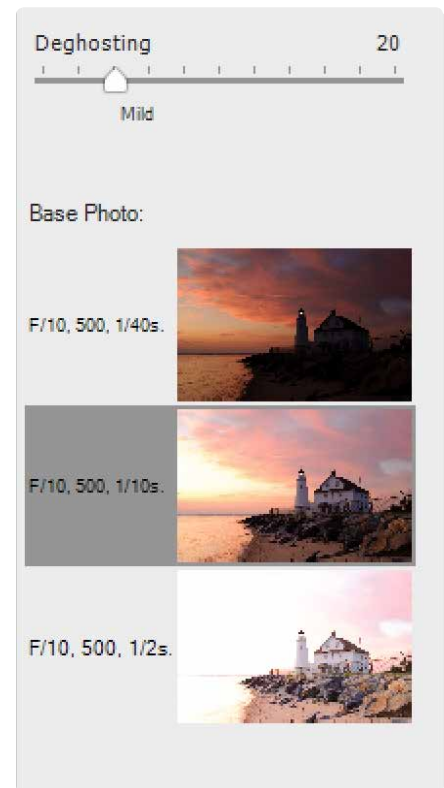 Deghosting 20
Mild
Base Photo:
F/10, 500, 1/40s.
F/10, 500, 1/10s.
F/10, 500, 1/2s.